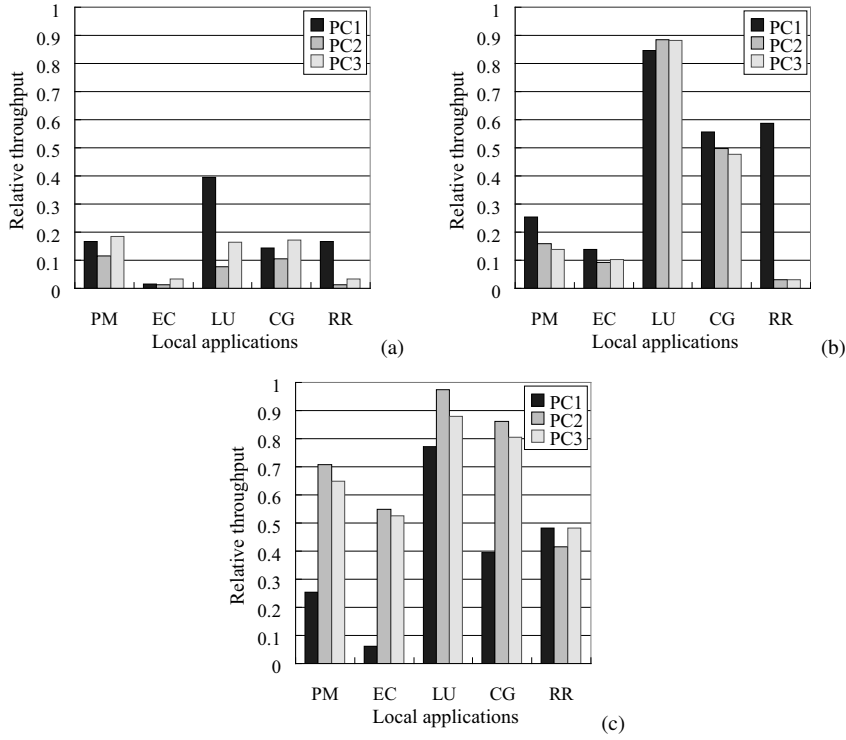 1
0.9
0.8
0.7
0.6
0.5
0.4
0.3
0.2
0.1
0
Relative throughput
PC1
PC2
PC3
PM EC LU CG RR
Local applications
(a)
1
0.9
0.8
0.7
0.6
0.5
0.4
0.3
0.2
0.1
0
Relative throughput
PC1
PC2
PC3
PM EC LU CG RR
Local applications
(b)
1
0.9
0.8
0.7
0.6
0.5
0.4
0.3
0.2
0.1
0
Relative throughput
PC1
PC2
PC3
PM EC LU CG RR
Local applications
(c)